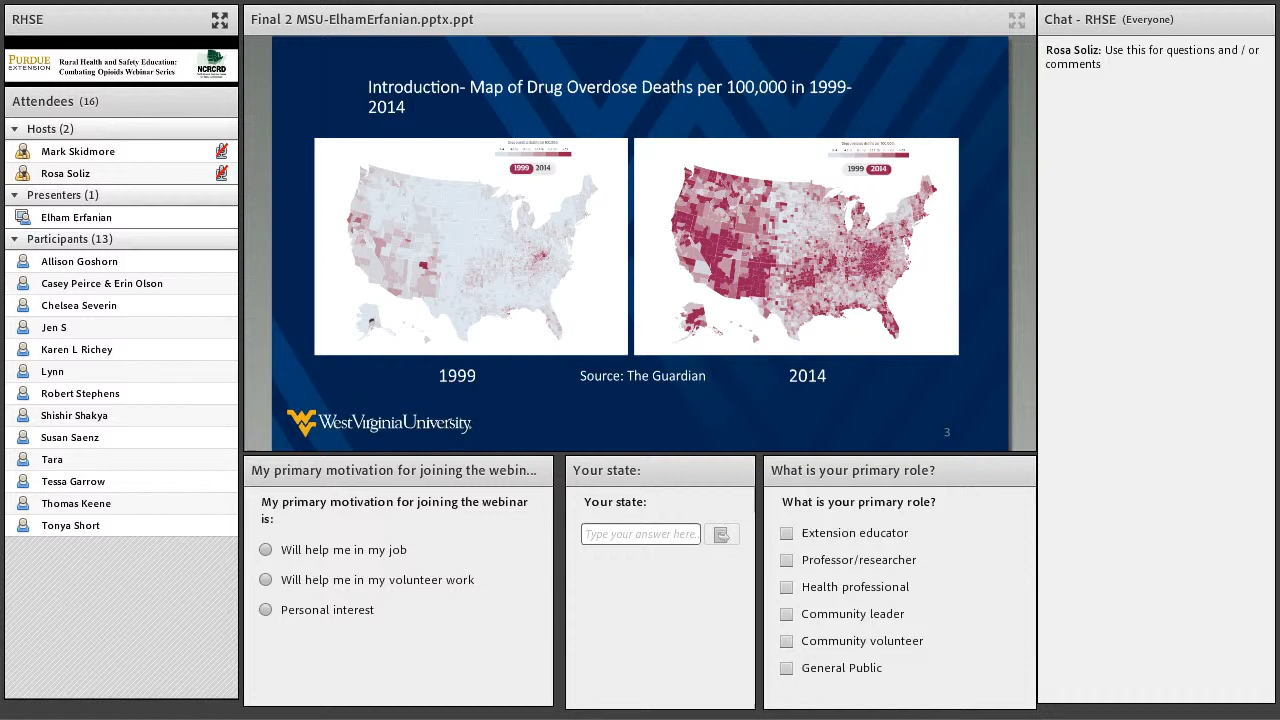 RHSE
PURDUE
EXTENSION
Rural Health and Safety Education:
Combating Opioids Webinar Series
NCRCRD
Attendees (16)
Hosts (2)
Mark Skidmore
Rosa Soliz
Presenters (1)
Elham Erfanian
Participants (13)
Allison Goshorn
Casey Peirce & Erin Olson
Chelsea Severin
Jen S
Karen L Richey
Lynn
Robert Stephens
Shishir Shakya
Susan Saenz
Tara
Tessa Garrow
Thomas Keene
Tonya Short
Final 2 MSU-ElhamErfanian.pptx.ppt
Introduction- Map of Drug Overdose Deaths per 100,000 in 1999-
2014
1999 2014
1999 2014
1999
Source: The Guardian
2014
WestVirginiaUniversity.
3
My primary motivation for joining the webin...
My primary motivation for joining the webinar
is:
Will help me in my job
Will help me in my volunteer work
Personal interest
Your state:
Your state:
Type your answer here..
What is your primary role?
What is your primary role?
Extension educator
Professor/researcher
Health professional
Community leader
Community volunteer
General Public
Chat - RHSE (Everyone)
Rosa Soliz: Use this for questions and / or
comments